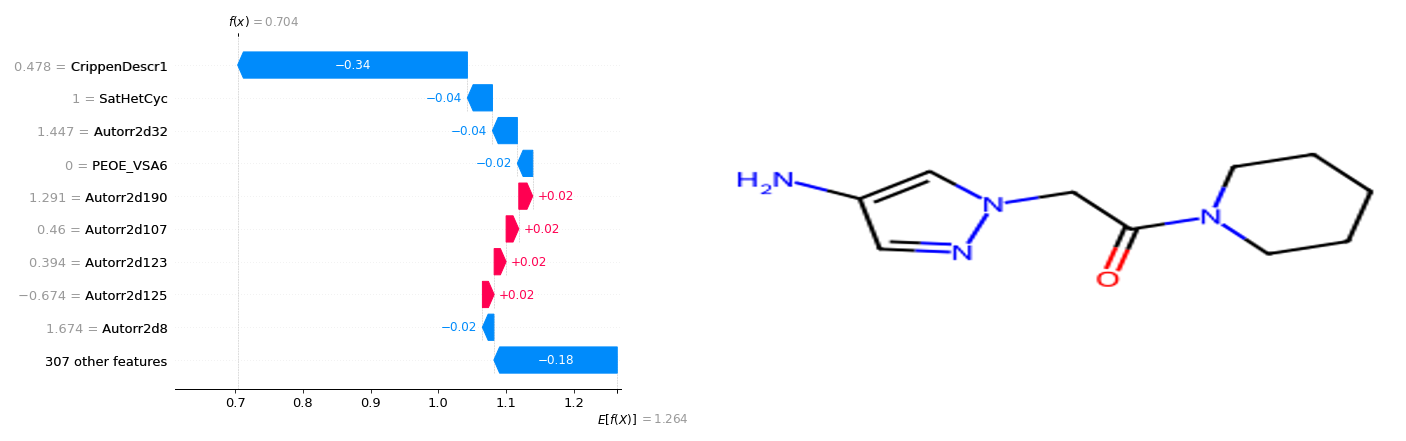 f(x) = 0.704
0.478 = CrippenDescr1
−0.34
1 = SatHetCyc
−0.04
1.447 = Autorr2d32
−0.04
0 = PEOE_VSA6
−0.02
1.291 = Autorr2d190
+0.02
0.46 = Autorr2d107
+0.02
0.394 = Autorr2d123
+0.02
−0.674 = Autorr2d125
+0.02
1.674 = Autorr2d8
−0.02
307 other features
−0.18
0.7 0.8 0.9 1.0 1.1 1.2
E[f(X)] = 1.264
H2N
N
N
O
N